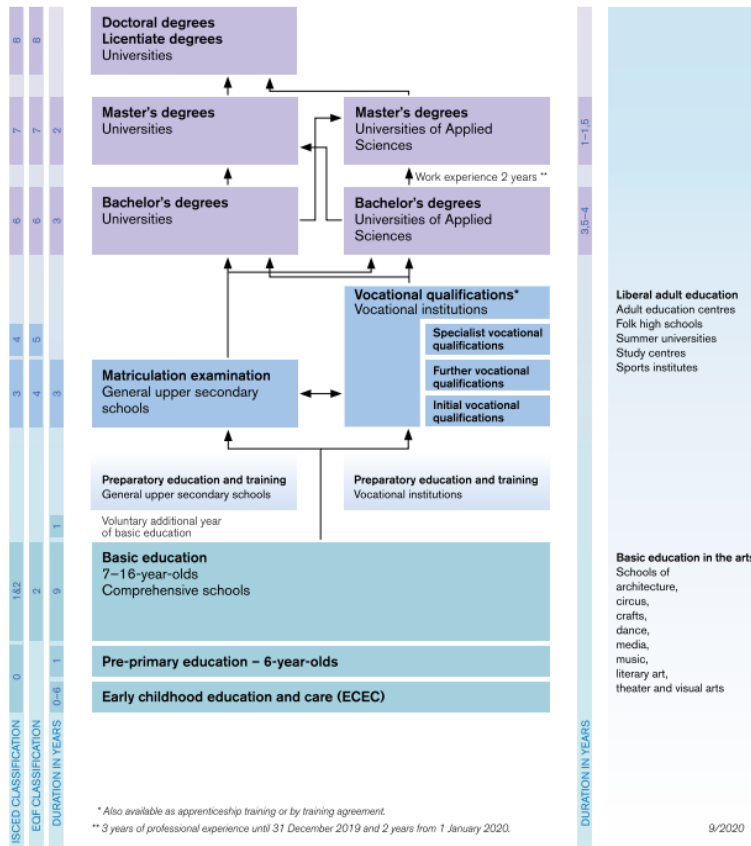 Doctoral degrees
Licentiate degrees
Universities
8
8
Master's degrees
Universities
Master's degrees
Universities of Applied
Sciences
7
7
2
1–1,5
Work experience 2 years **
Bachelor's degrees
Universities
Bachelor's degrees
Universities of Applied
Sciences
6
6
3
3,5–4
Vocational qualifications*
Vocational institutions
Specialist vocational
qualifications
Further vocational
qualifications
Initial vocational
qualifications
4
5
Matriculation examination
General upper secondary
schools
3
4
3
Preparatory education and training
General upper secondary schools
Preparatory education and training
Vocational institutions
Voluntary additional year
of basic education
1
Basic education
7–16-year-olds
Comprehensive schools
1&2
2
9
Pre-primary education – 6-year-olds
0
1
Early childhood education and care (ECEC)
0–6
ISCED CLASSIFICATION
EQF CLASSIFICATION
DURATION IN YEARS
DURATION IN YEARS
Liberal adult education
Adult education centres
Folk high schools
Summer universities
Study centres
Sports institutes
Basic education in the arts
Schools of
architecture,
circus,
crafts,
dance,
media,
music,
literary art,
theater and visual arts
* Also available as apprenticeship training or by training agreement.
** 3 years of professional experience until 31 December 2019 and 2 years from 1 January 2020.
9/2020